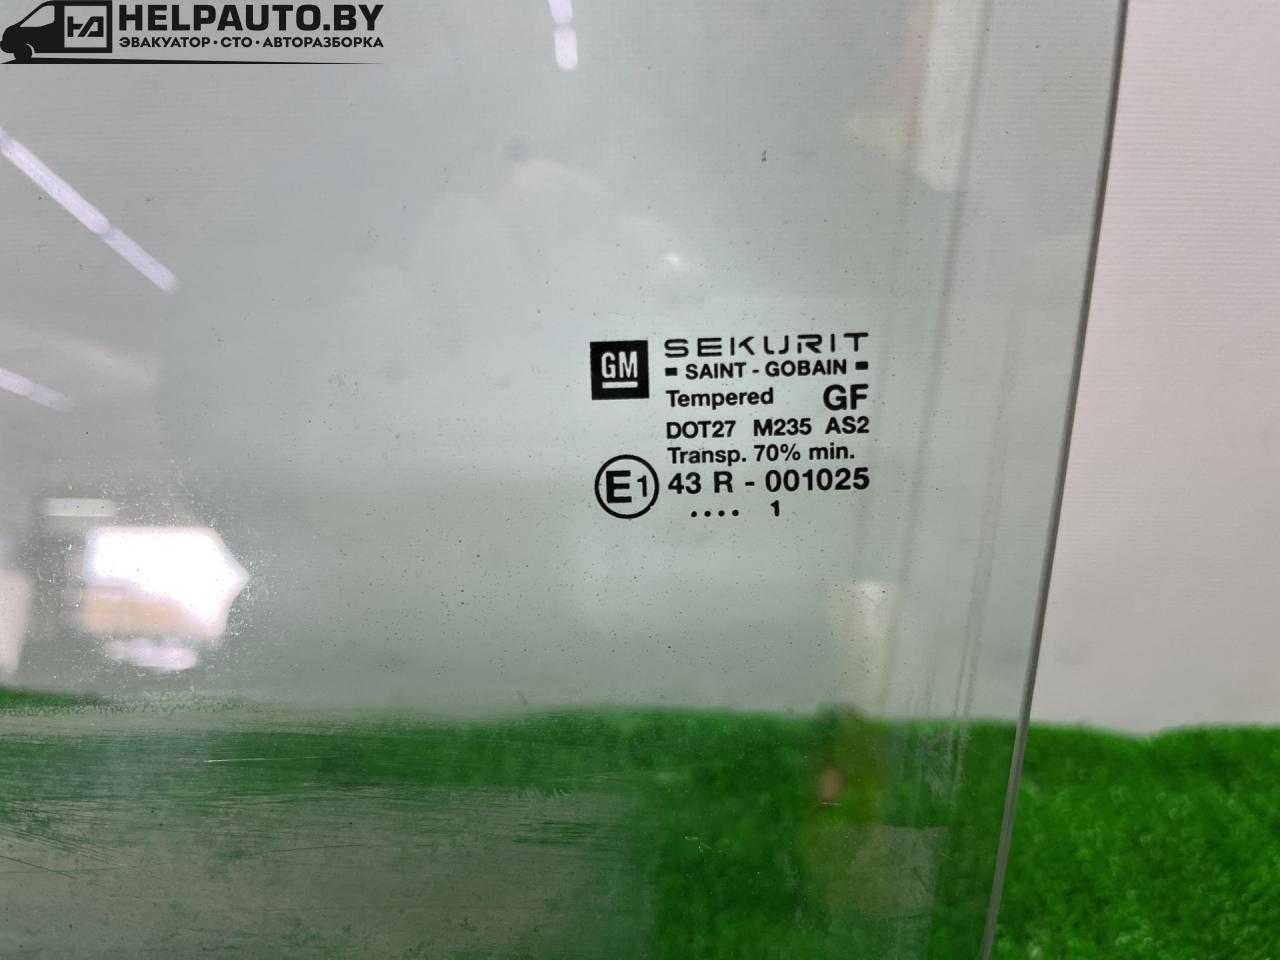 HELPAUTO.BY
ЭВАКУАТОР · СТО · АВТОРАЗБОРКА
GM
SEKURIT
SAINT - GOBAIN
Tempered GF
DOT27 M235 AS2
Transp. 70% min.
E1 43 R - 001025
.... 1